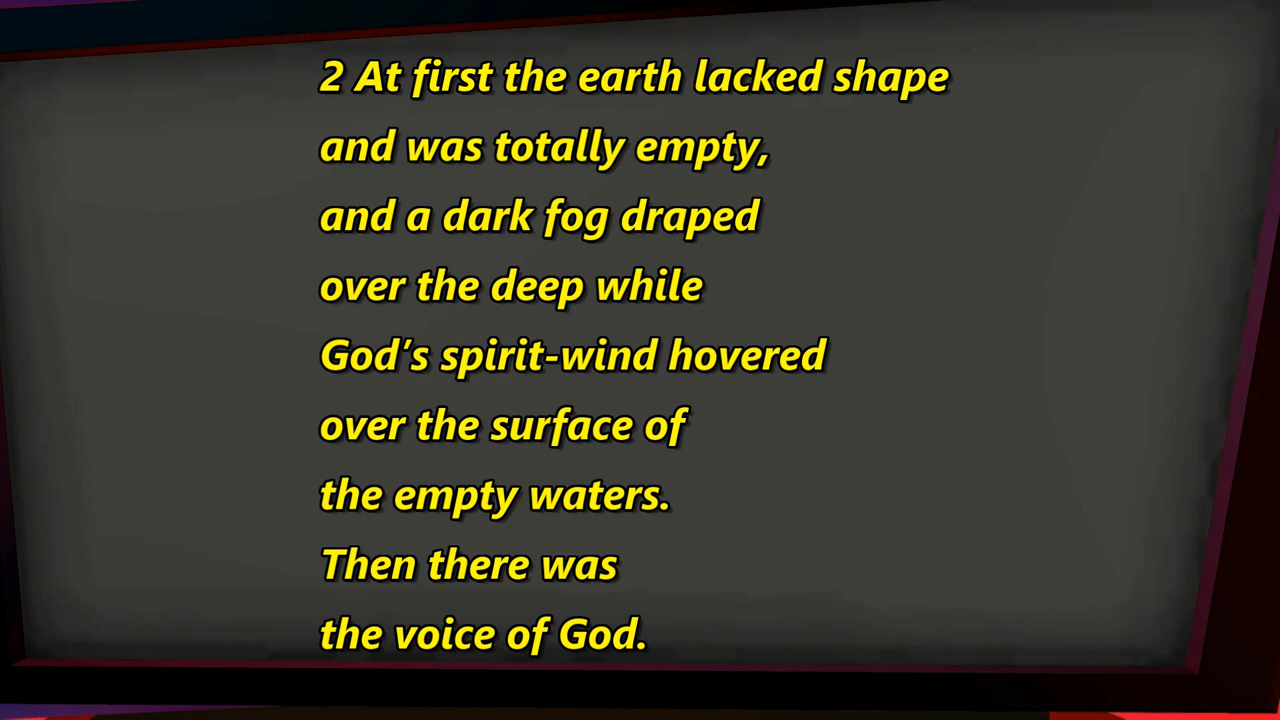 2 At first the earth lacked shape
and was totally empty,
and a dark fog draped
over the deep while
God's spirit-wind hovered
over the surface of
the empty waters.
Then there was
the voice of God.